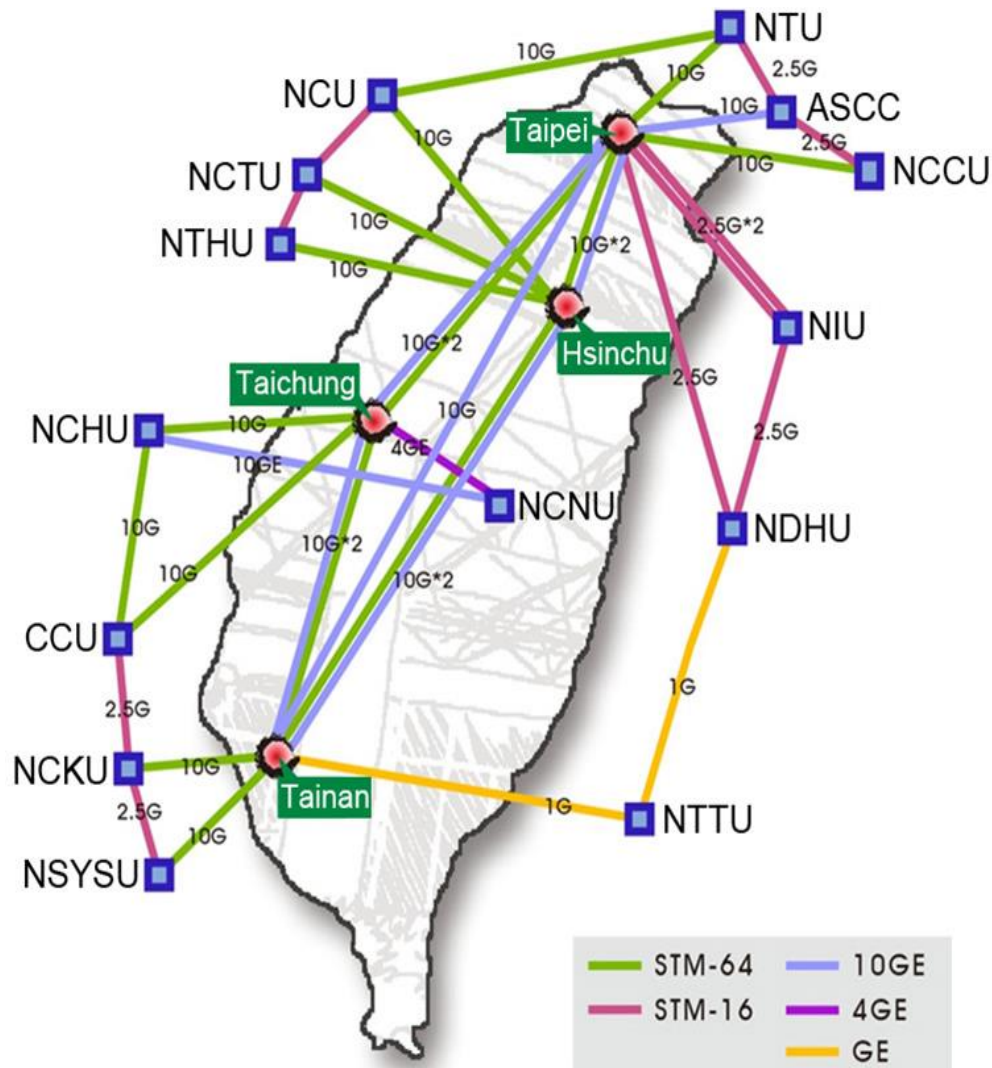 NTU
10G
2.5G
NCU
10G
10G
ASCC
Taipei
10G
2.5G
NCCU
10G
NCTU
10G
2.5G*2
NTHU
10G
10G*2
NIU
Hsinchu
10G*2
Taichung
10G
2.5G
2.5G
NCHU
10G
4GE
10GE
NCNU
NDHU
10G
10G*2
10G*2
10G
CCU
2.5G
1G
NCKU
10G
Tainan
1G
NTTU
2.5G
10G
NSYSU
STM-64
10GE
STM-16
4GE
GE